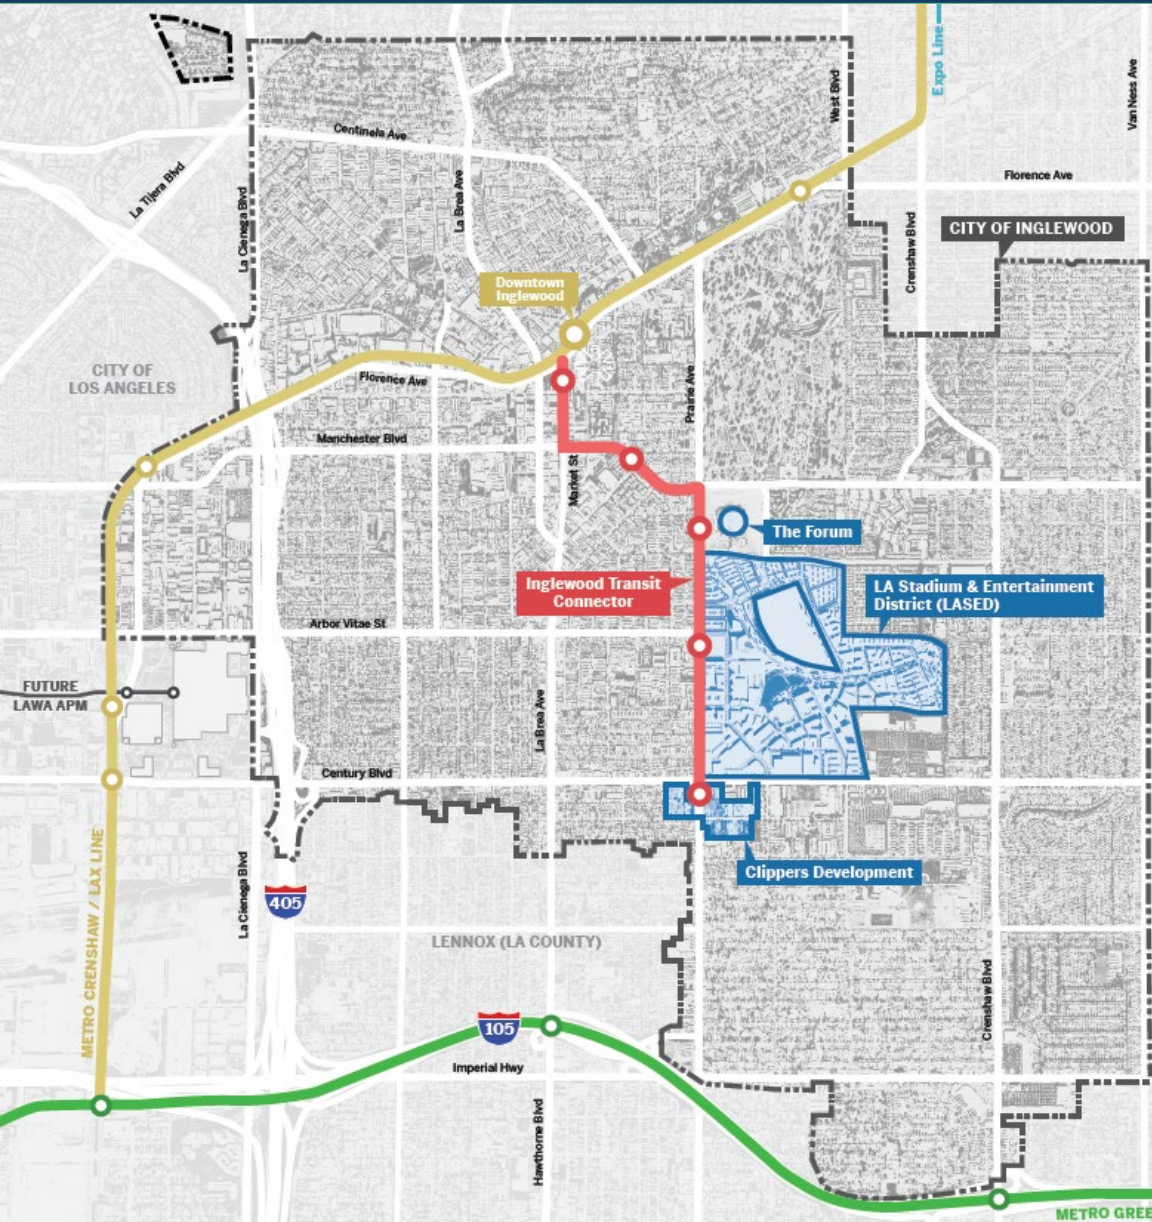 Expo Line
West Blvd
Van Ness Ave
Centinela Ave
La Tijera Blvd
La Cienega Blvd
La Brea Ave
Florence Ave
Crenshaw Blvd
CITY OF INGLEWOOD
Downtown
Inglewood
CITY OF
LOS ANGELES
Florence Ave
Prairie Ave
Manchester Blvd
Market St
The Forum
Inglewood Transit
Connector
LA Stadium & Entertainment
District (LASED)
Arbor Vitae St
FUTURE
LAWA APM
La Brea Ave
Century Blvd
METRO CRENSHAW / LAX LINE
La Cienega Blvd
405
Clippers Development
LENNOX (LA COUNTY)
Crenshaw Blvd
105
Imperial Hwy
Hawthorne Blvd
METRO GREE